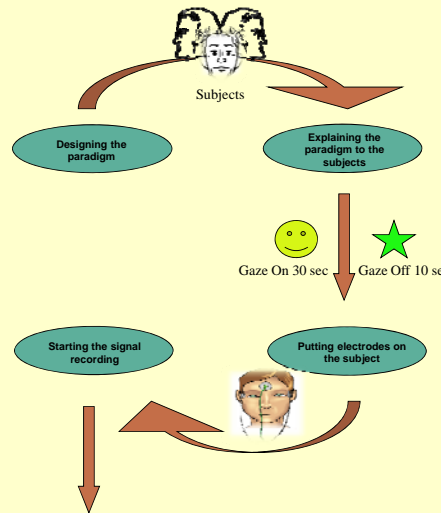 Subjects
Designing the
paradigm
Explaining the
paradigm to the
subjects
Gaze On 30 sec
Gaze Off 10 se
Starting the signal
recording
Putting electrodes on
the subject